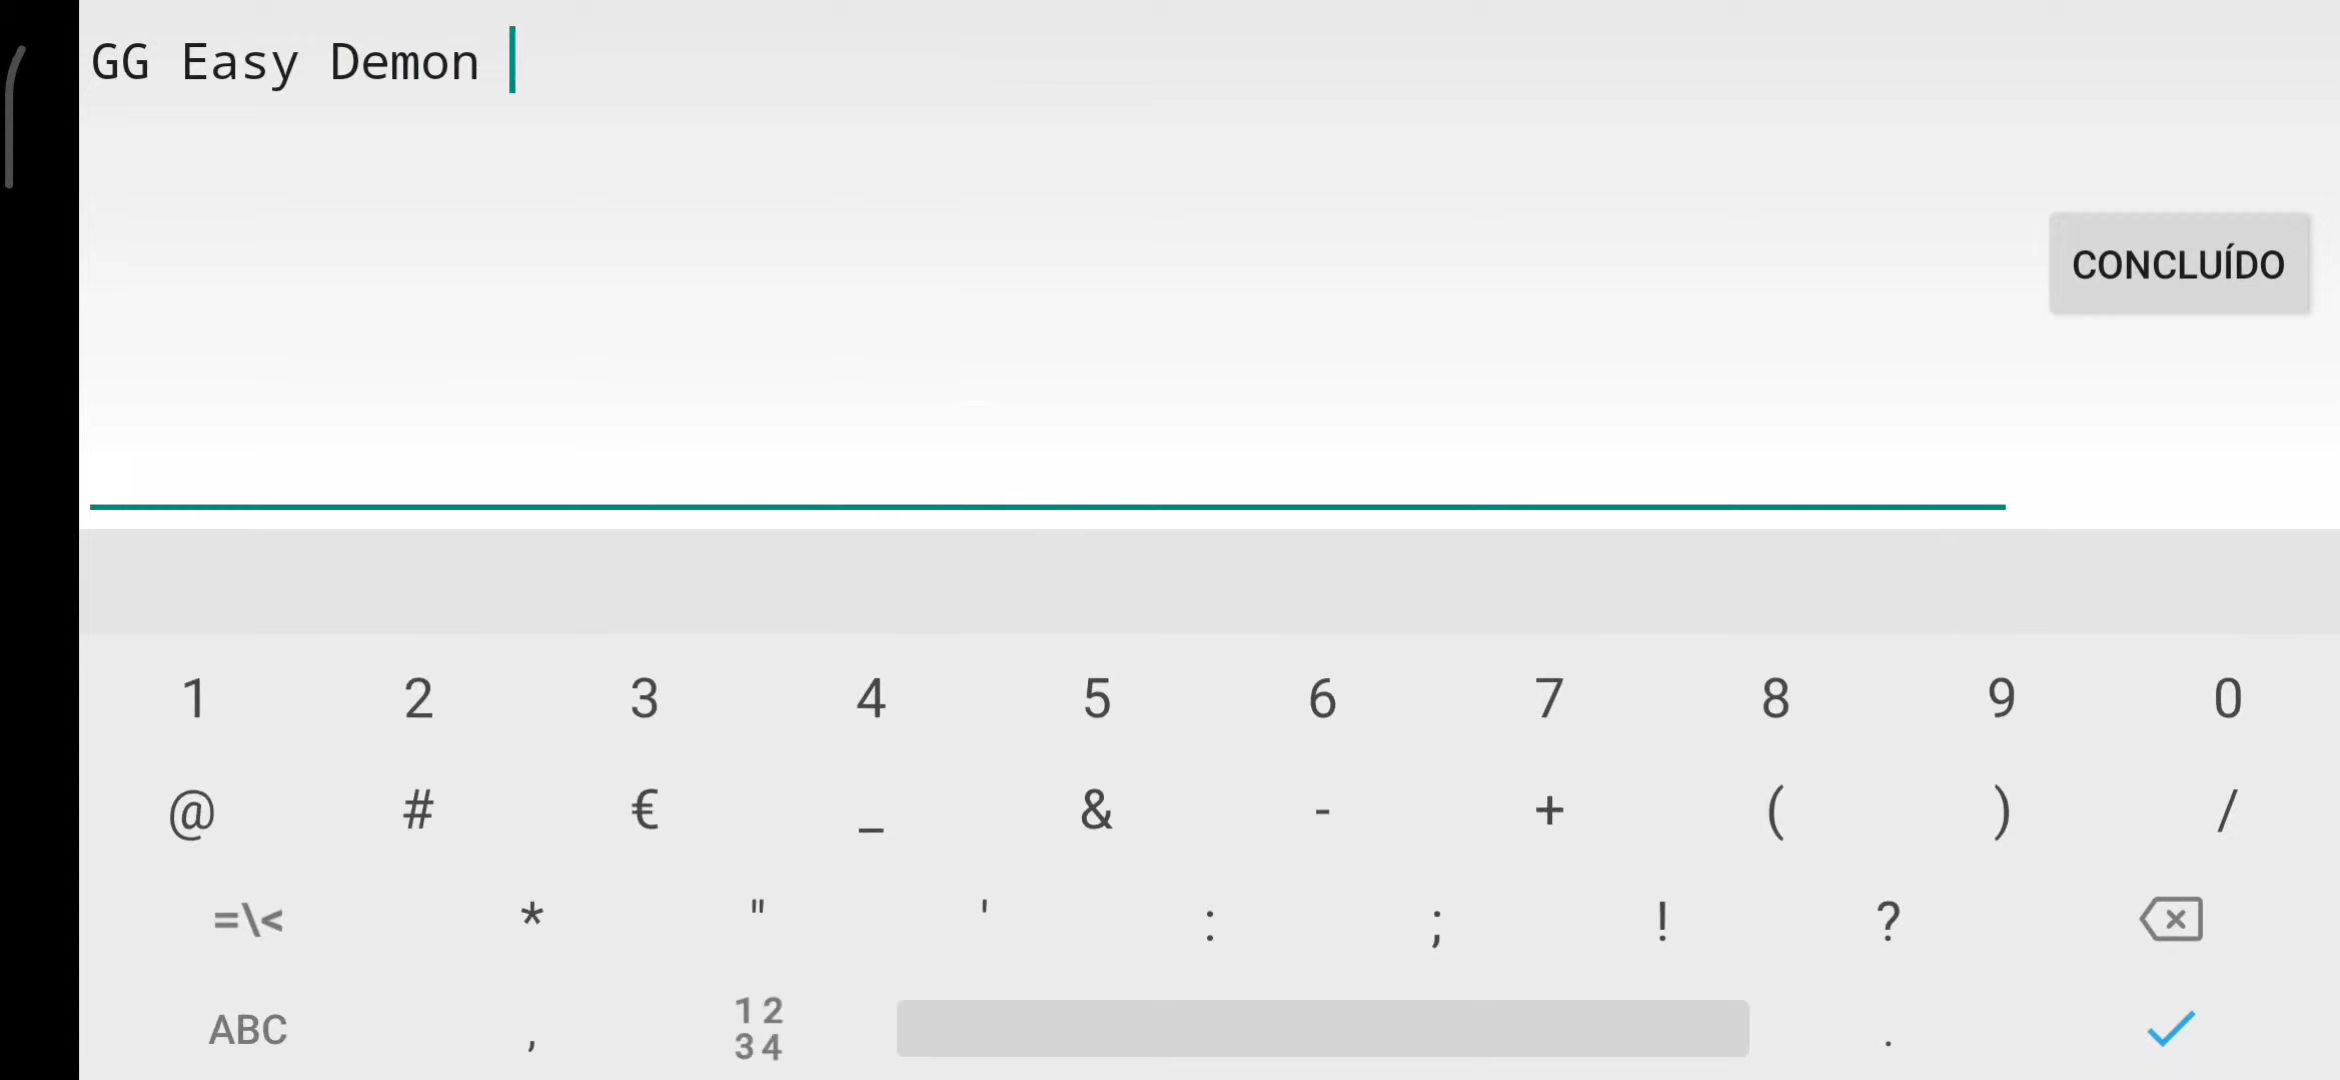 GG Easy Demon
CONCLUÍDO
1 2 3 4 5 6 7 8 9 0
@ # € _ & - + ( ) /
=\< * " ' : ; ! ?
ABC , 12 34 .